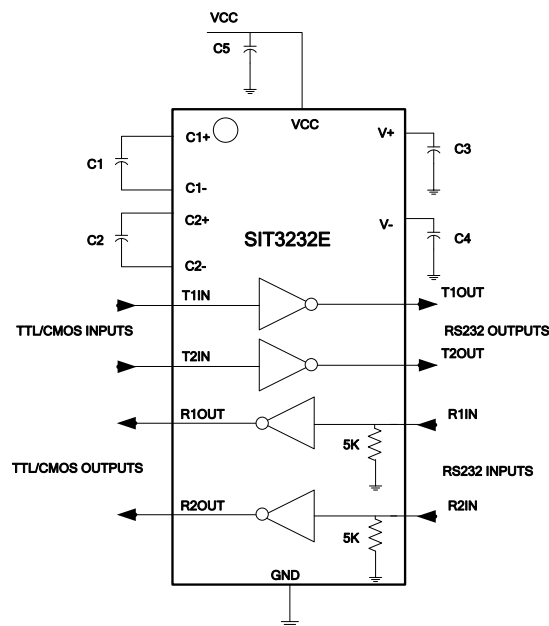 VCC
C5
VCC
C1+
V+
C1
C3
C1-
C2+
V-
C2
SIT3232E
C4
C2-
T1IN
T1OUT
TTL/CMOS INPUTS
RS232 OUTPUTS
T2IN
T2OUT
R1OUT
R1IN
5K
TTL/CMOS OUTPUTS
RS232 INPUTS
R2OUT
R2IN
5K
GND